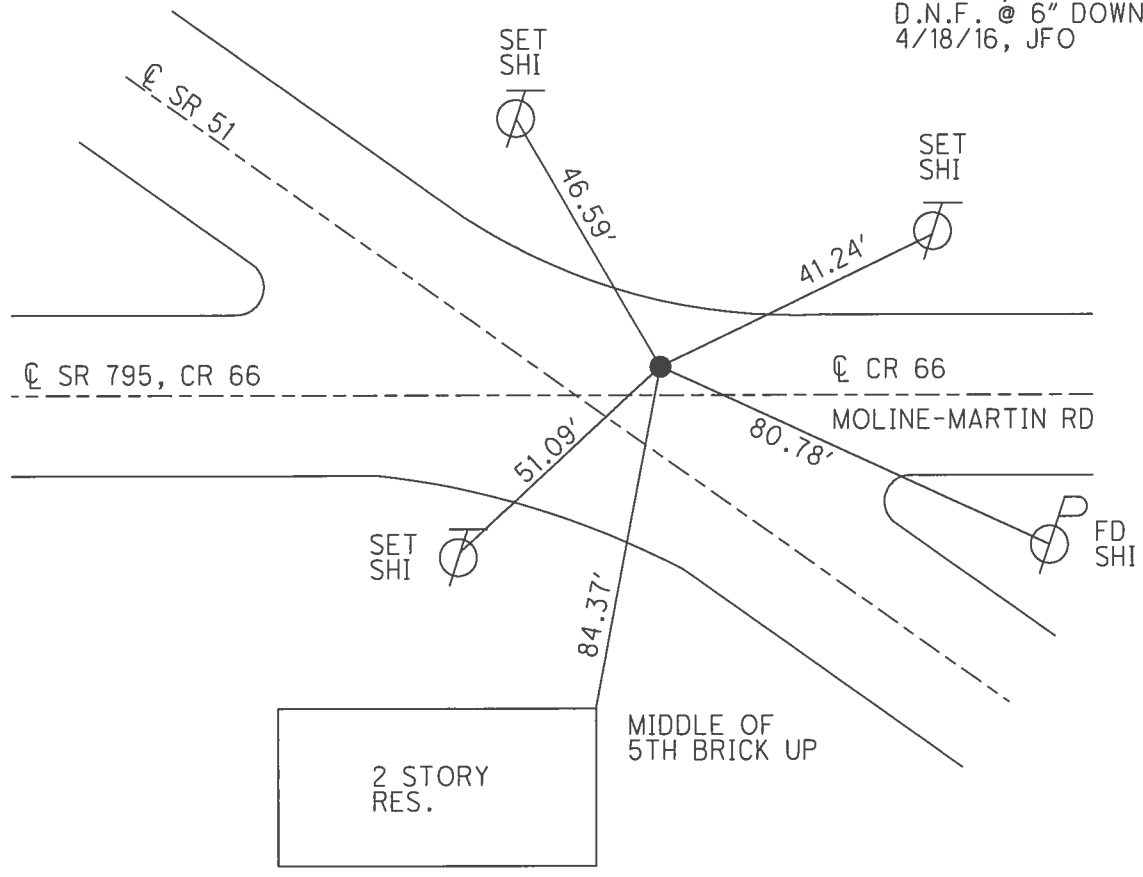 D.N.F. @ 6" DOWN
4/18/16, JFO
SET
SHI
℄ SR 51
SET
SHI
46.59'
41.24'
℄ SR 795, CR 66
℄ CR 66
MOLINE-MARTIN RD
80.78'
51.09'
SET
SHI
FD
SHI
84.37'
MIDDLE OF
5TH BRICK UP
2 STORY
RES.